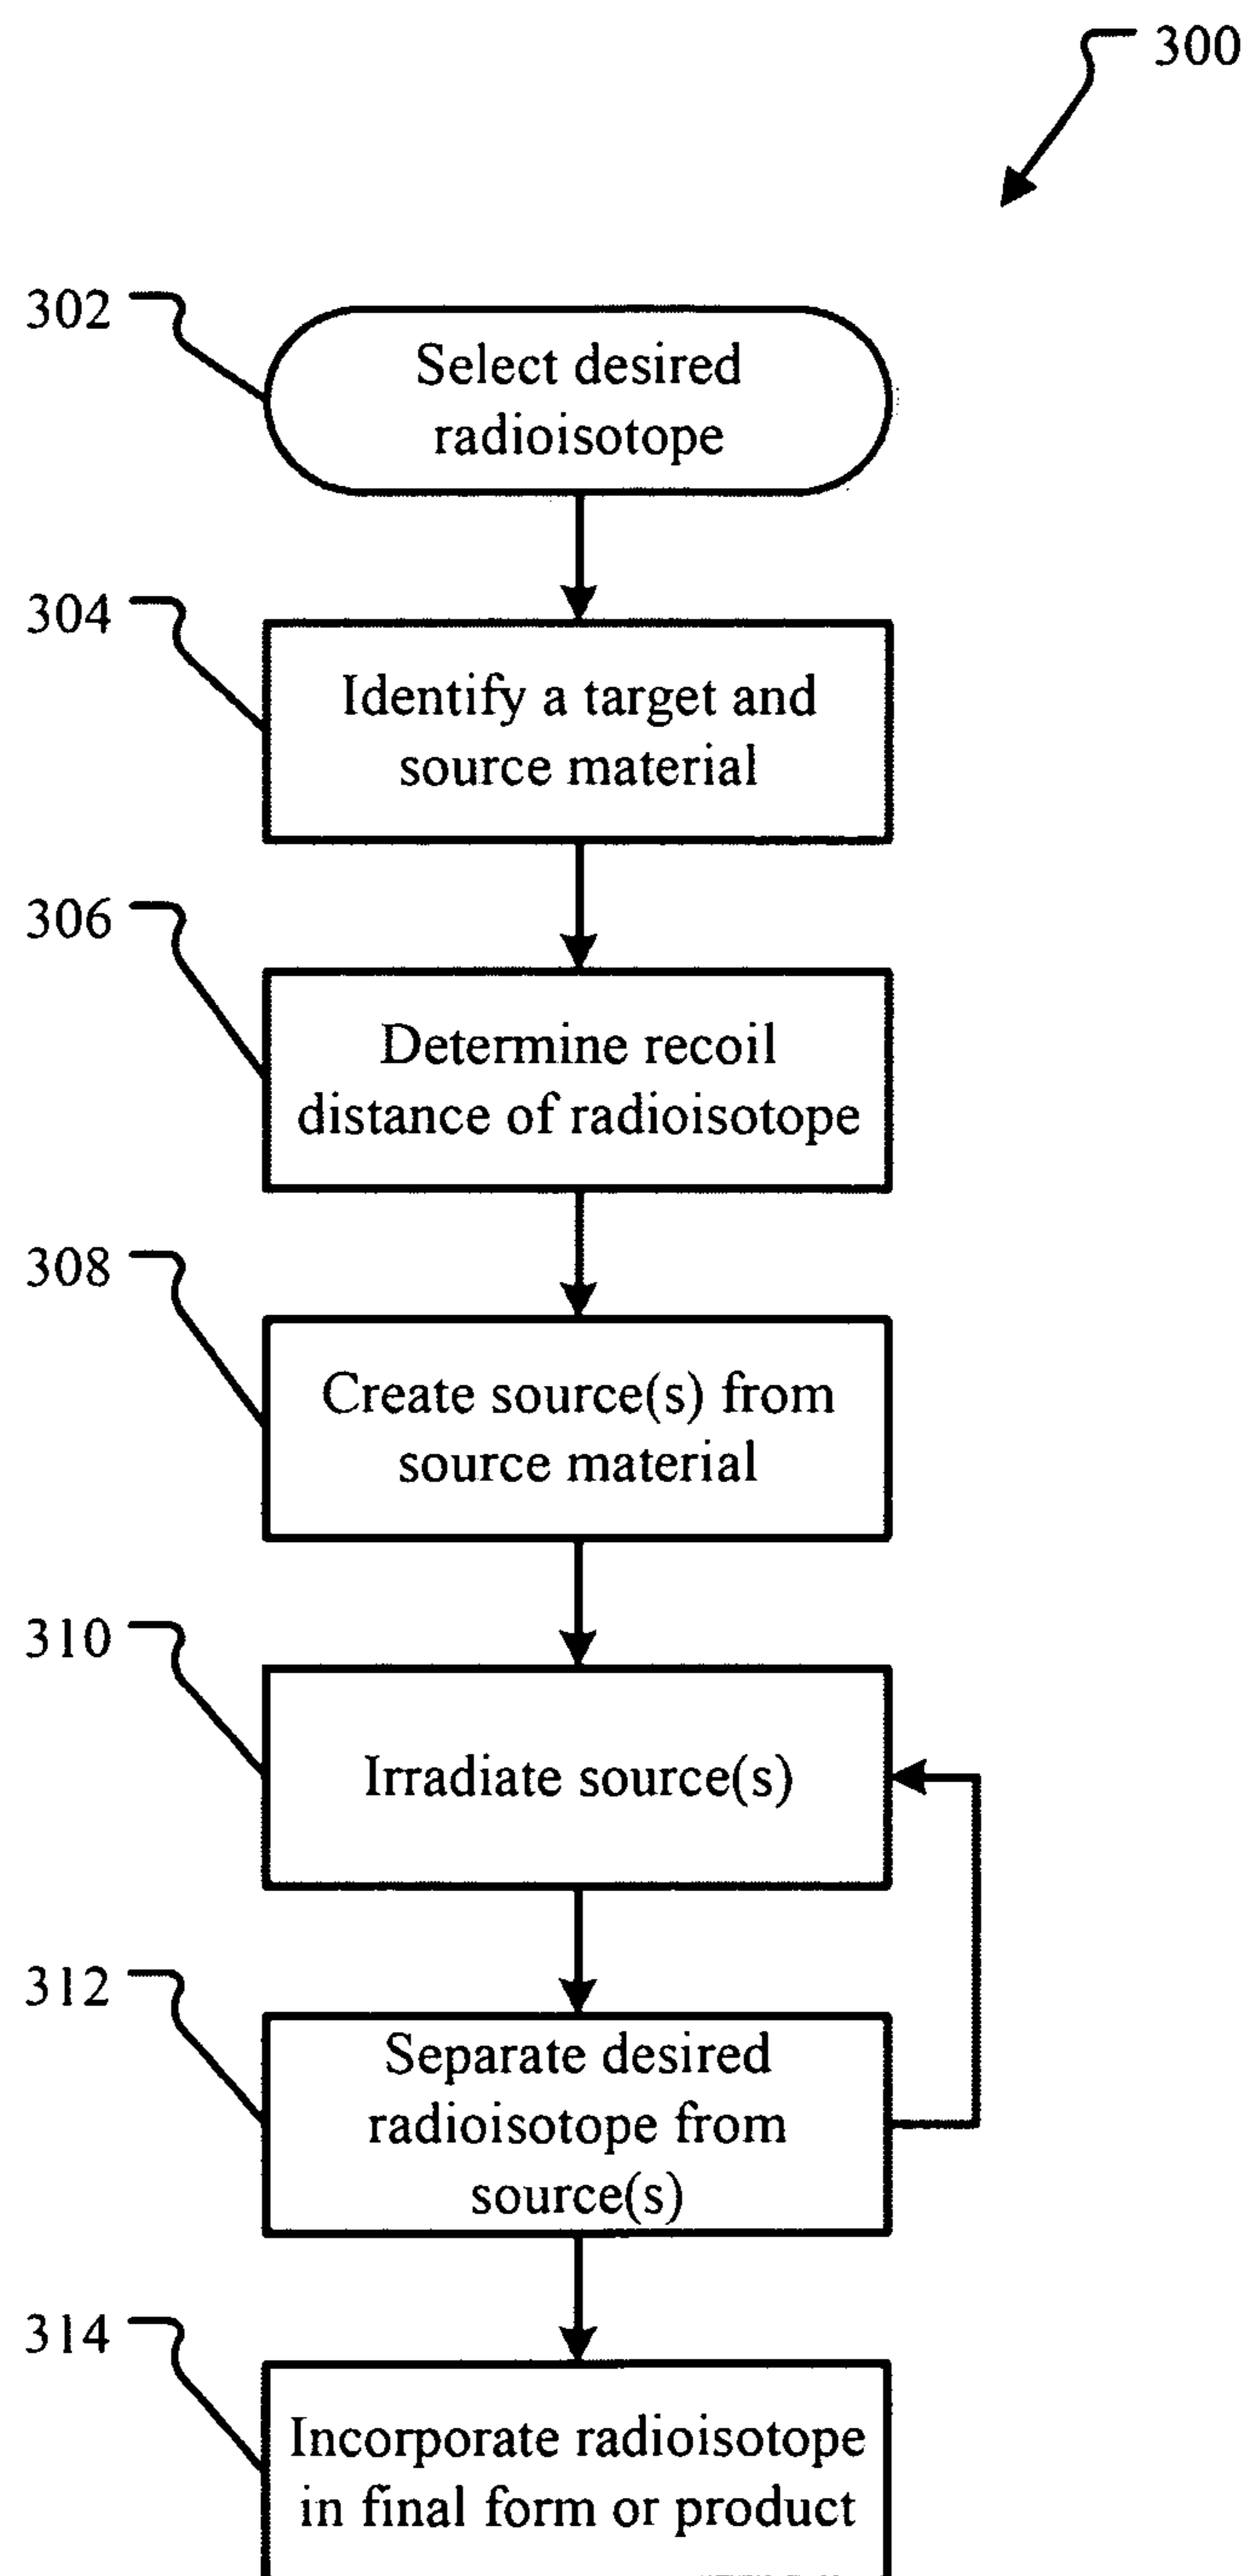 300
302
Select desired
radioisotope
304
Identify a target and
source material
306
Determine recoil
distance of radioisotope
308
Create source(s) from
source material
310
Irradiate source(s)
312
Separate desired
radioisotope from
source(s)
314
Incorporate radioisotope
in final form or product